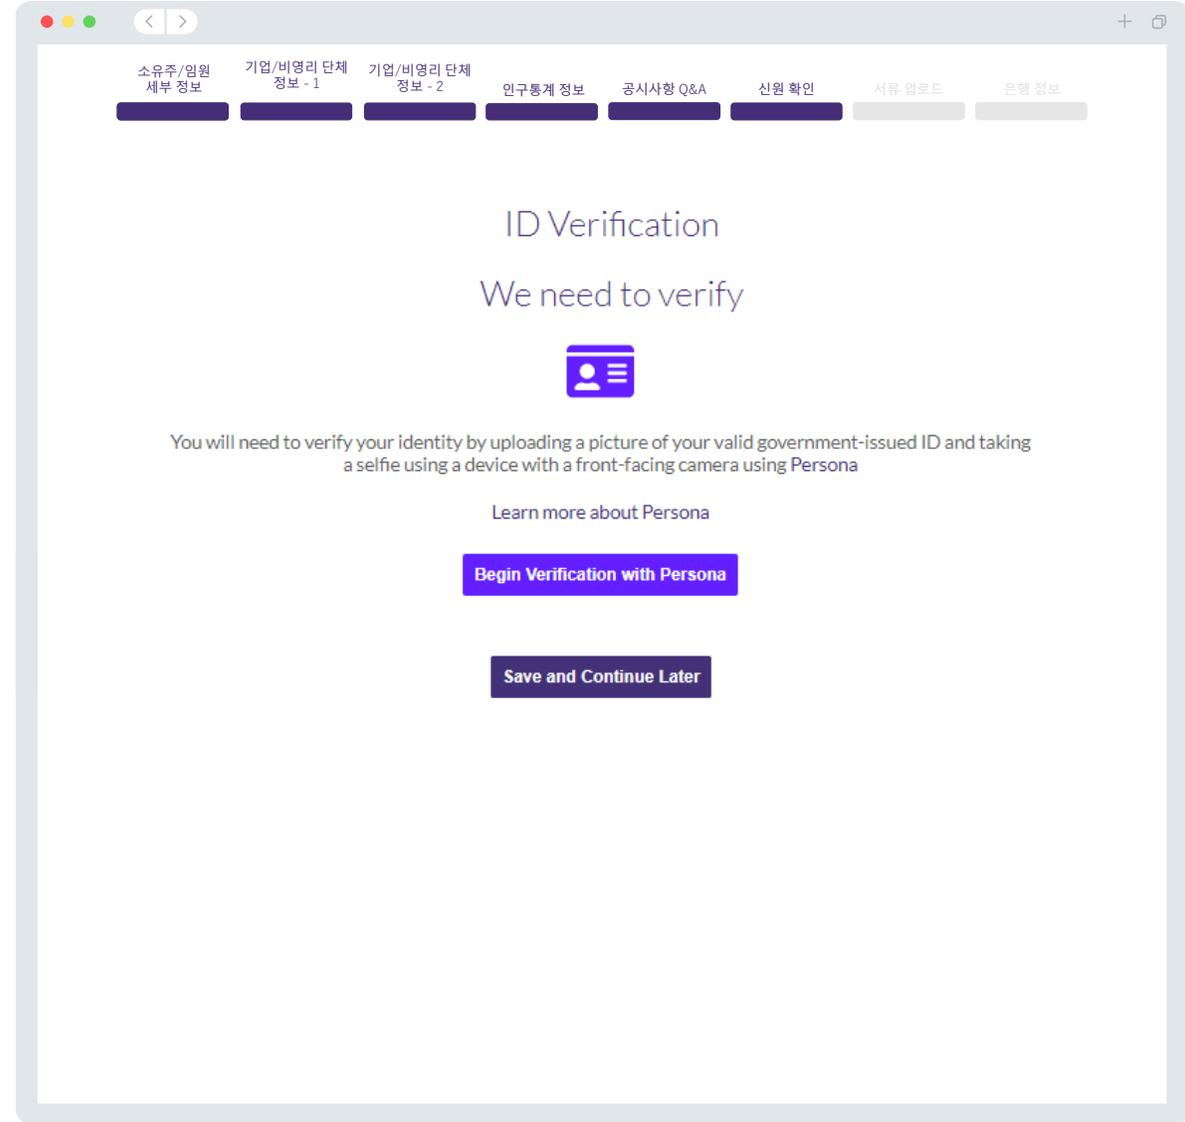 소유주/임원
세부 정보
기업/비영리 단체
정보 - 1
기업/비영리 단체
정보 - 2
인구통계 정보
공시사항 Q&A
신원 확인
서류 업로드
은행 정보
ID Verification
We need to verify
You will need to verify your identity by uploading a picture of your valid government-issued ID and taking
a selfie using a device with a front-facing camera using Persona
Learn more about Persona
Begin Verification with Persona
Save and Continue Later